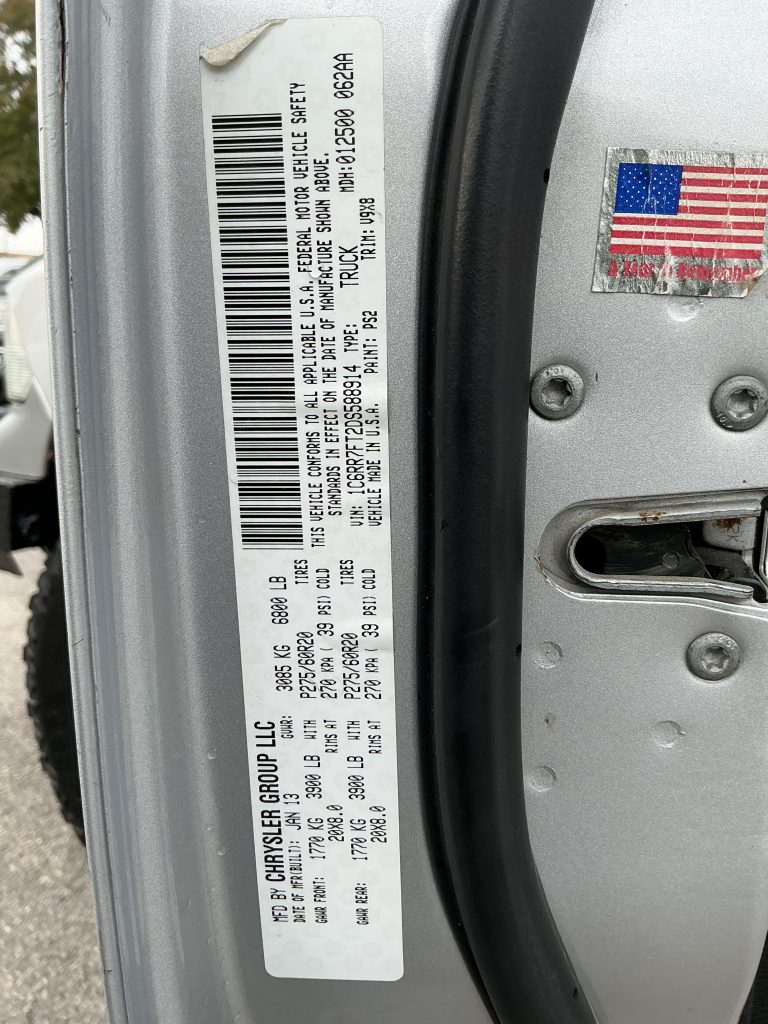 MFD BY CHRYSLER GROUP LLC
DATE OF MFR(BUILT): JAN 13 GVWR: 3085 KG 6800 LB
GAWR FRONT: 1770 KG 3900 LB WITH P275/60R20 TIRES
20X8.0 RIMS AT 270 KPA ( 39 PSI) COLD
GAWR REAR: 1770 KG 3900 LB WITH P275/60R20 TIRES
20X8.0 RIMS AT 270 KPA ( 39 PSI) COLD
THIS VEHICLE CONFORMS TO ALL APPLICABLE U.S.A. FEDERAL MOTOR VEHICLE SAFETY
STANDARDS IN EFFECT ON THE DATE OF MANUFACTURE SHOWN ABOVE.
VIN: 1C6RR7FT2DS588914 TYPE: TRUCK MDH:012500 062AA
VEHICLE MADE IN U.S.A. PAINT: PS2 TRIM: V9X8